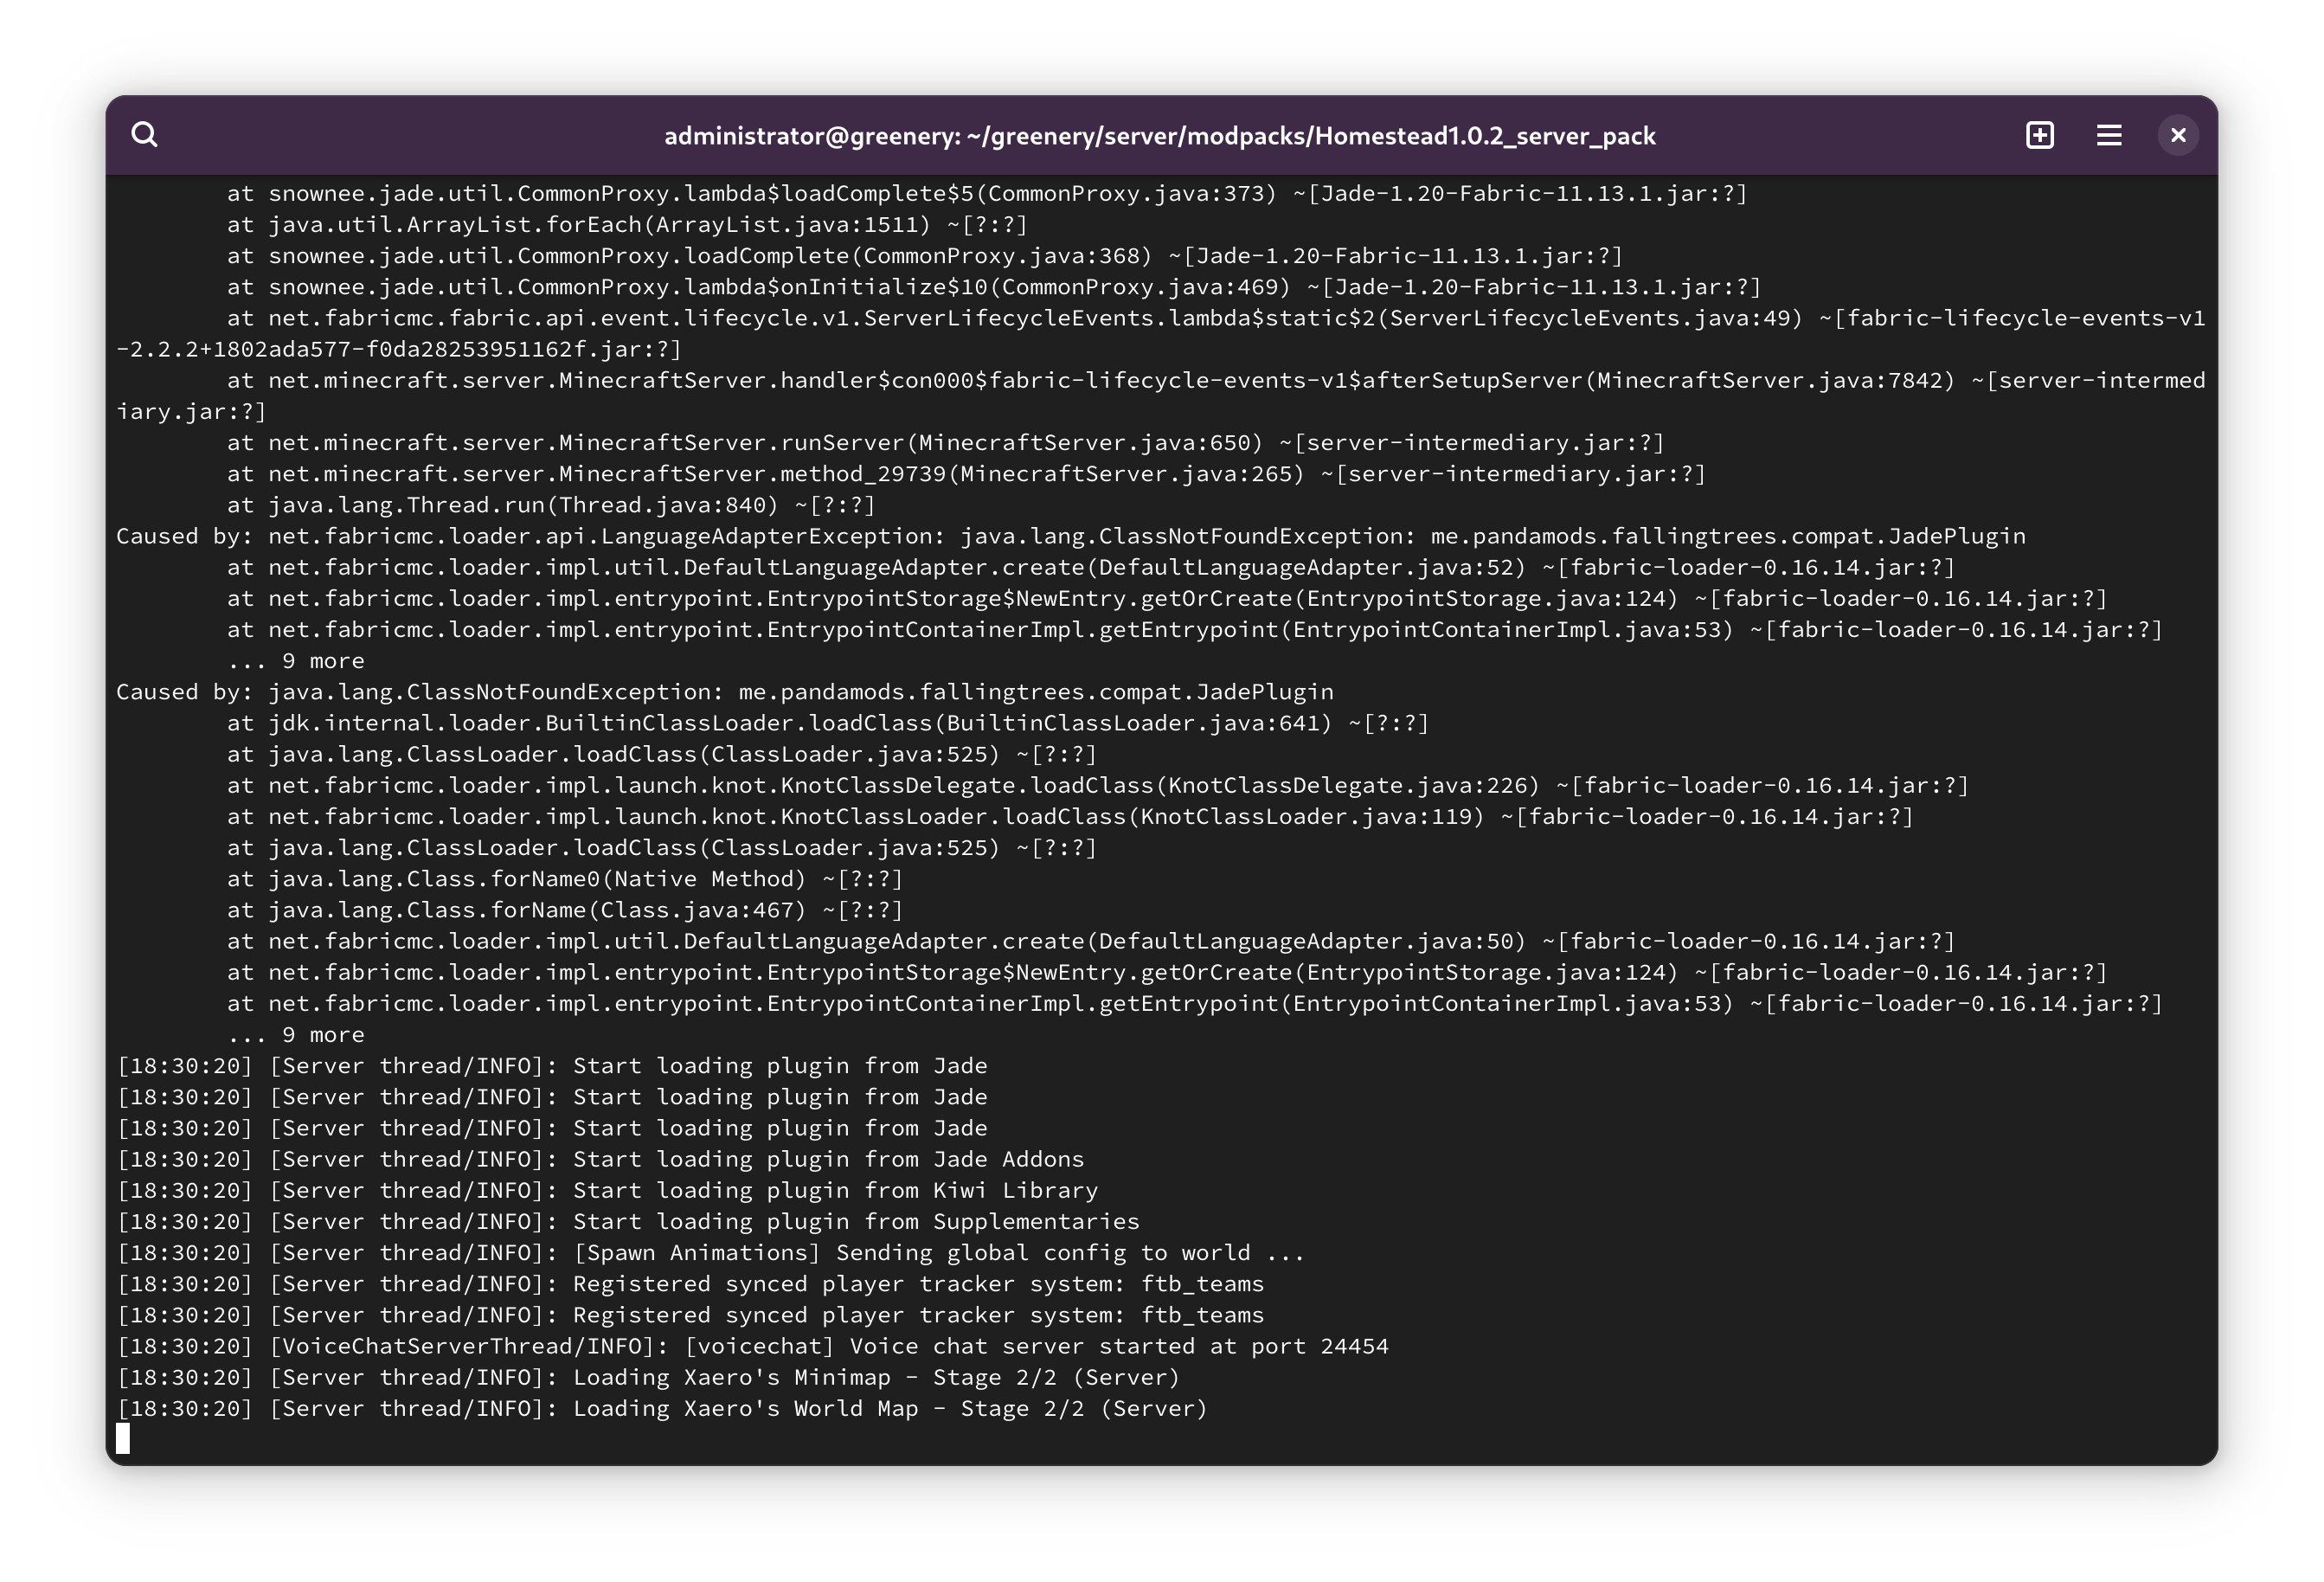 administrator@greenery: ~/greenery/server/modpacks/Homestead1.0.2_server_pack
at snownee.jade.util.CommonProxy.lambda$loadComplete$5(CommonProxy.java:373) ~[Jade-1.20-Fabric-11.13.1.jar:?]
at java.util.ArrayList.forEach(ArrayList.java:1511) ~[?:?]
at snownee.jade.util.CommonProxy.loadComplete(CommonProxy.java:368) ~[Jade-1.20-Fabric-11.13.1.jar:?]
at snownee.jade.util.CommonProxy.lambda$onInitialize$10(CommonProxy.java:469) ~[Jade-1.20-Fabric-11.13.1.jar:?]
at net.fabricmc.fabric.api.event.lifecycle.v1.ServerLifecycleEvents.lambda$static$2(ServerLifecycleEvents.java:49) ~[fabric-lifecycle-events-v1
-2.2.2+1802ada577-f0da28253951162f.jar:?]
at net.minecraft.server.MinecraftServer.handler$con000$fabric-lifecycle-events-v1$afterSetupServer(MinecraftServer.java:7842) ~[server-intermed
iary.jar:?]
at net.minecraft.server.MinecraftServer.runServer(MinecraftServer.java:650) ~[server-intermediary.jar:?]
at net.minecraft.server.MinecraftServer.method_29739(MinecraftServer.java:265) ~[server-intermediary.jar:?]
at java.lang.Thread.run(Thread.java:840) ~[?:?]
Caused by: net.fabricmc.loader.api.LanguageAdapterException: java.lang.ClassNotFoundException: me.pandamods.fallingtrees.compat.JadePlugin
at net.fabricmc.loader.impl.util.DefaultLanguageAdapter.create(DefaultLanguageAdapter.java:52) ~[fabric-loader-0.16.14.jar:?]
at net.fabricmc.loader.impl.entrypoint.EntrypointStorage$NewEntry.getOrCreate(EntrypointStorage.java:124) ~[fabric-loader-0.16.14.jar:?]
at net.fabricmc.loader.impl.entrypoint.EntrypointContainerImpl.getEntrypoint(EntrypointContainerImpl.java:53) ~[fabric-loader-0.16.14.jar:?]
... 9 more
Caused by: java.lang.ClassNotFoundException: me.pandamods.fallingtrees.compat.JadePlugin
at jdk.internal.loader.BuiltinClassLoader.loadClass(BuiltinClassLoader.java:641) ~[?:?]
at java.lang.ClassLoader.loadClass(ClassLoader.java:525) ~[?:?]
at net.fabricmc.loader.impl.launch.knot.KnotClassDelegate.loadClass(KnotClassDelegate.java:226) ~[fabric-loader-0.16.14.jar:?]
at net.fabricmc.loader.impl.launch.knot.KnotClassLoader.loadClass(KnotClassLoader.java:119) ~[fabric-loader-0.16.14.jar:?]
at java.lang.ClassLoader.loadClass(ClassLoader.java:525) ~[?:?]
at java.lang.Class.forName0(Native Method) ~[?:?]
at java.lang.Class.forName(Class.java:467) ~[?:?]
at net.fabricmc.loader.impl.util.DefaultLanguageAdapter.create(DefaultLanguageAdapter.java:50) ~[fabric-loader-0.16.14.jar:?]
at net.fabricmc.loader.impl.entrypoint.EntrypointStorage$NewEntry.getOrCreate(EntrypointStorage.java:124) ~[fabric-loader-0.16.14.jar:?]
at net.fabricmc.loader.impl.entrypoint.EntrypointContainerImpl.getEntrypoint(EntrypointContainerImpl.java:53) ~[fabric-loader-0.16.14.jar:?]
... 9 more
[18:30:20] [Server thread/INFO]: Start loading plugin from Jade
[18:30:20] [Server thread/INFO]: Start loading plugin from Jade
[18:30:20] [Server thread/INFO]: Start loading plugin from Jade
[18:30:20] [Server thread/INFO]: Start loading plugin from Jade Addons
[18:30:20] [Server thread/INFO]: Start loading plugin from Kiwi Library
[18:30:20] [Server thread/INFO]: Start loading plugin from Supplementaries
[18:30:20] [Server thread/INFO]: [Spawn Animations] Sending global config to world ...
[18:30:20] [Server thread/INFO]: Registered synced player tracker system: ftb_teams
[18:30:20] [Server thread/INFO]: Registered synced player tracker system: ftb_teams
[18:30:20] [VoiceChatServerThread/INFO]: [voicechat] Voice chat server started at port 24454
[18:30:20] [Server thread/INFO]: Loading Xaero's Minimap - Stage 2/2 (Server)
[18:30:20] [Server thread/INFO]: Loading Xaero's World Map - Stage 2/2 (Server)